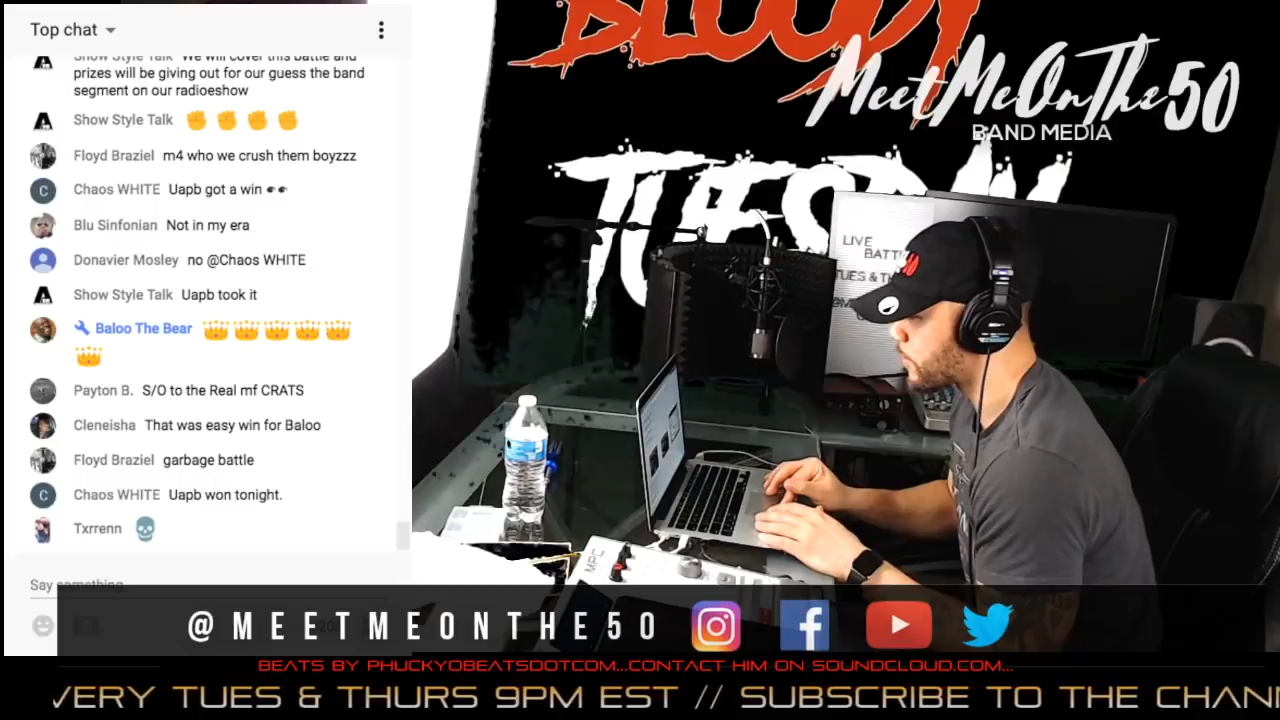 Top chat
Show Style Talk We will cover this battle and
prizes will be giving out for our guess the band
segment on our radioeshow
Show Style Talk
Floyd Braziel m4 who we crush them boyzzz
C Chaos WHITE Uapb got a win
Blu Sinfonian Not in my era
Donavier Mosley no @Chaos WHITE
Show Style Talk Uapb took it
Baloo The Bear
Payton B. S/O to the Real mf CRATS
Cleneisha That was easy win for Baloo
Floyd Braziel garbage battle
C Chaos WHITE Uapb won tonight.
Txrrenn
Say something
BLOODY
MeetMeOnThe50
BAND MEDIA
TUESDAY
LIVE
MPC
@MEETMEONTHE50
BEATS BY PHUCKYOBEATSDOTCOM...CONTACT HIM ON SOUNDCLOUD.COM...
VERY TUES & THURS 9PM EST // SUBSCRIBE TO THE CHAN